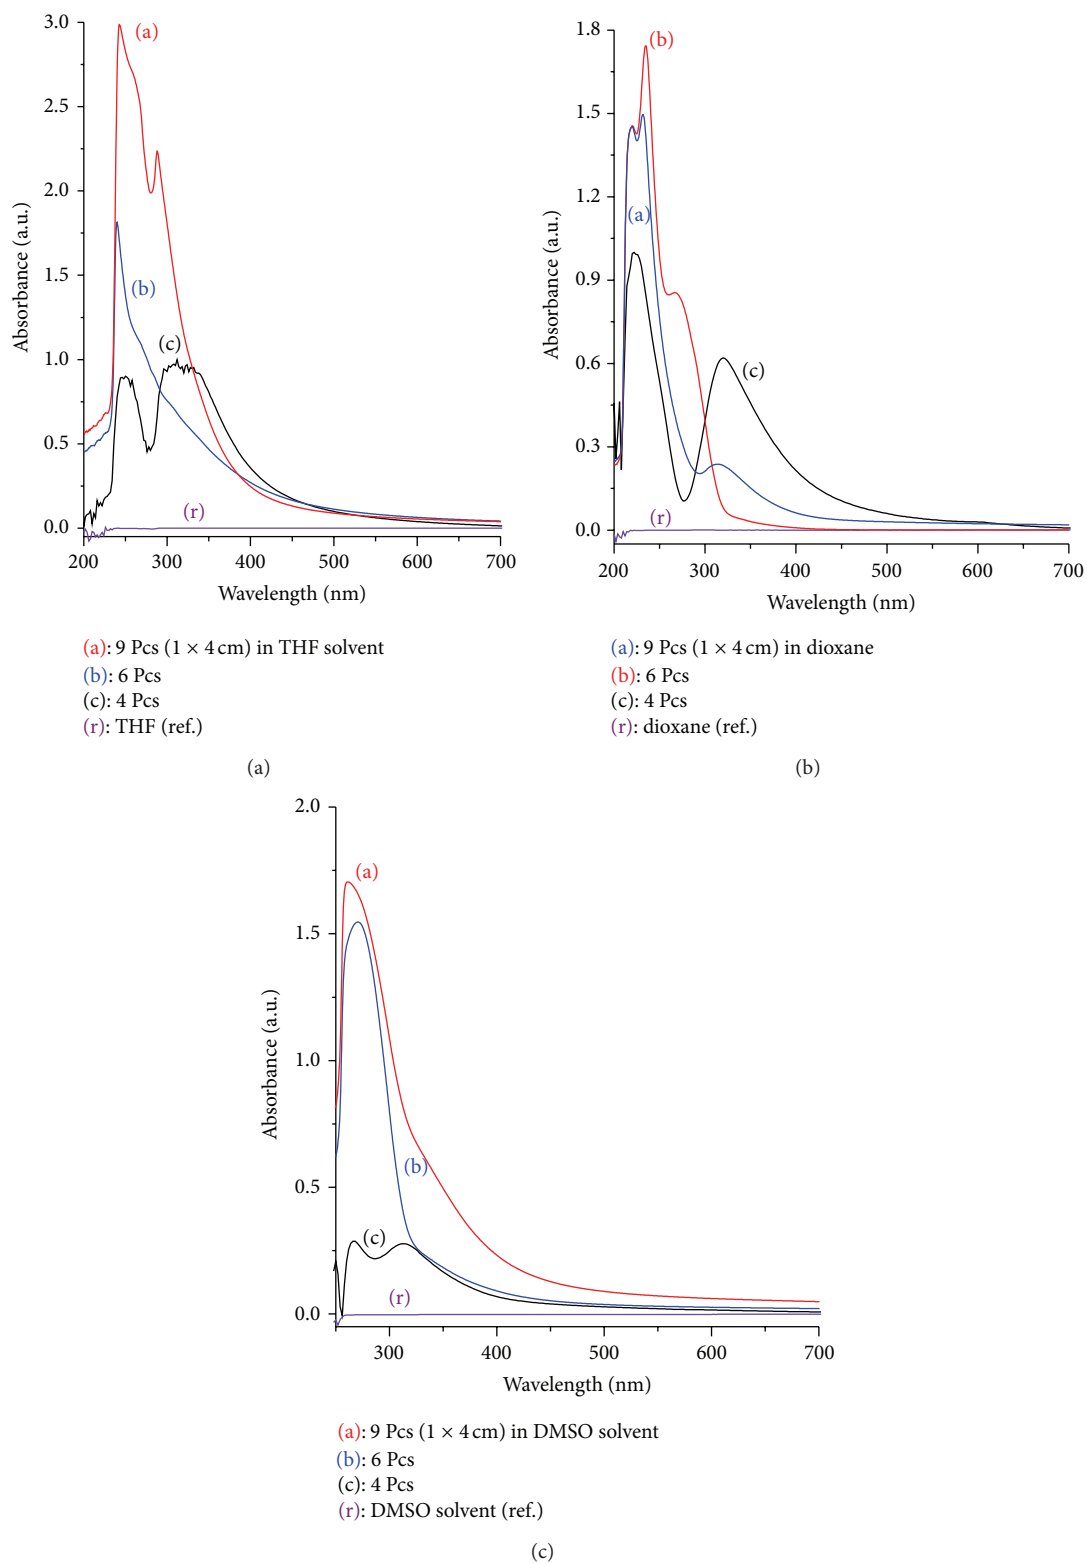 3.0
2.5
2.0
1.5
1.0
0.5
0.0
Absorbance (a.u.)
(a)
(b)
(c)
(r)
200 300 400 500 600 700
Wavelength (nm)
(a): 9 Pcs (1 × 4 cm) in THF solvent
(b): 6 Pcs
(c): 4 Pcs
(r): THF (ref.)
(a)
1.8
1.5
1.2
0.9
0.6
0.3
0.0
Absorbance (a.u.)
(b)
(a)
(c)
(r)
200 300 400 500 600 700
Wavelength (nm)
(a): 9 Pcs (1 × 4 cm) in dioxane
(b): 6 Pcs
(c): 4 Pcs
(r): dioxane (ref.)
(b)
2.0
1.5
1.0
0.5
0.0
Absorbance (a.u.)
(a)
(b)
(c)
(r)
300 400 500 600 700
Wavelength (nm)
(a): 9 Pcs (1 × 4 cm) in DMSO solvent
(b): 6 Pcs
(c): 4 Pcs
(r): DMSO solvent (ref.)
(c)